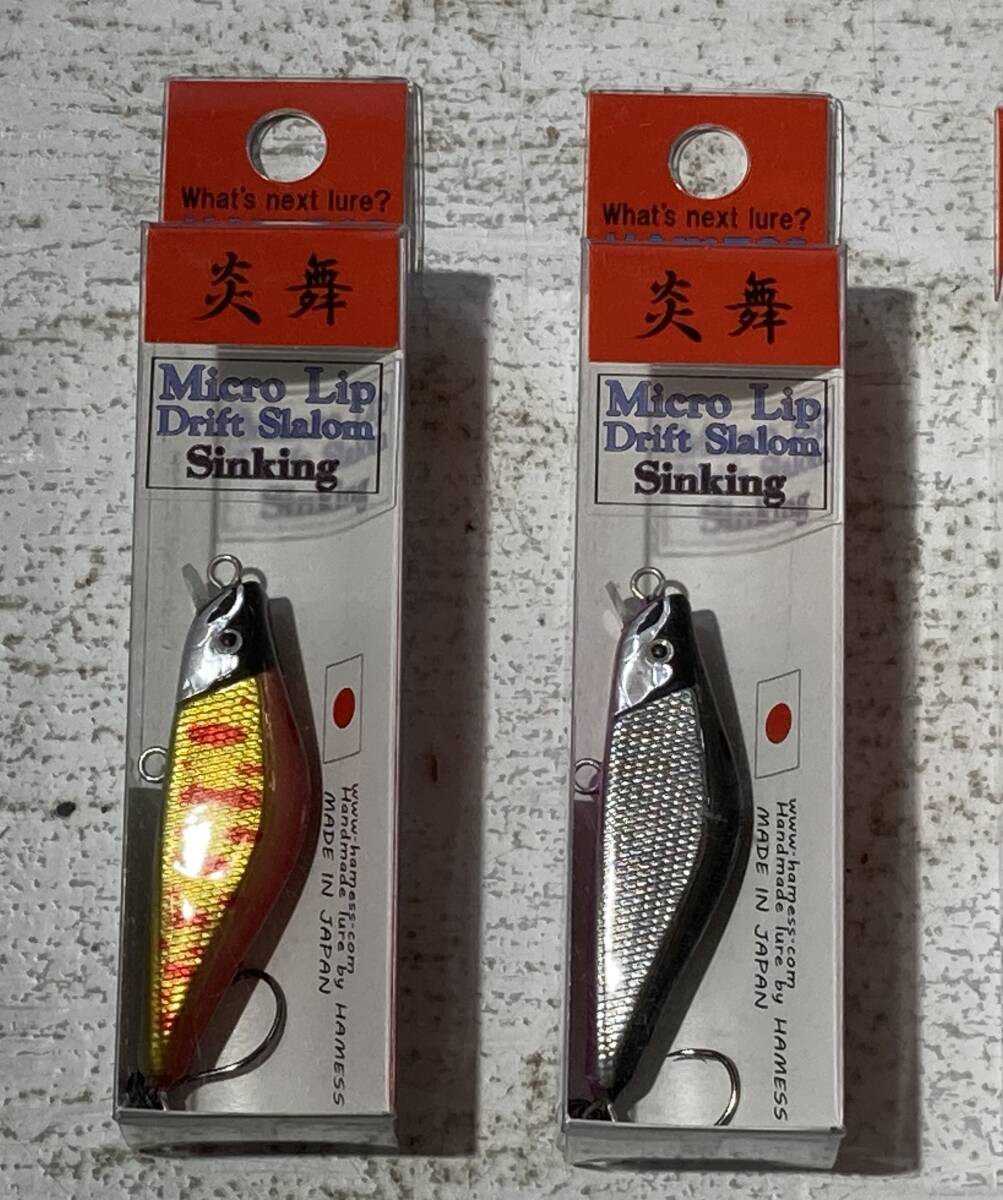 What's next lure?
炎舞
Micro Lip
Drift Slalom
Sinking
www.hamess.com
Handmade lure by HAMESS
MADE IN JAPAN
What's next lure?
炎舞
Micro Lip
Drift Slalom
Sinking
www.hamess.com
Handmade lure by HAMESS
MADE IN JAPAN